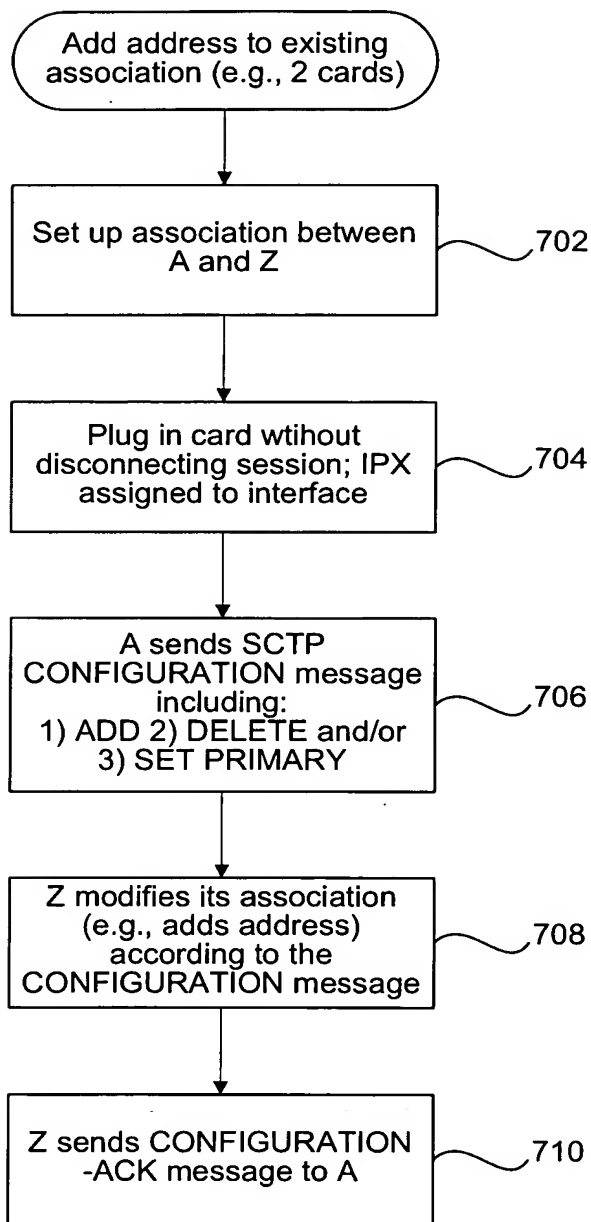 Add address to existing
association (e.g., 2 cards)
Set up association between
A and Z
702
Plug in card wtihout
disconnecting session; IPX
assigned to interface
704
A sends SCTP
CONFIGURATION message
including:
1) ADD 2) DELETE and/or
3) SET PRIMARY
706
Z modifies its association
(e.g., adds address)
according to the
CONFIGURATION message
708
Z sends CONFIGURATION
-ACK message to A
710